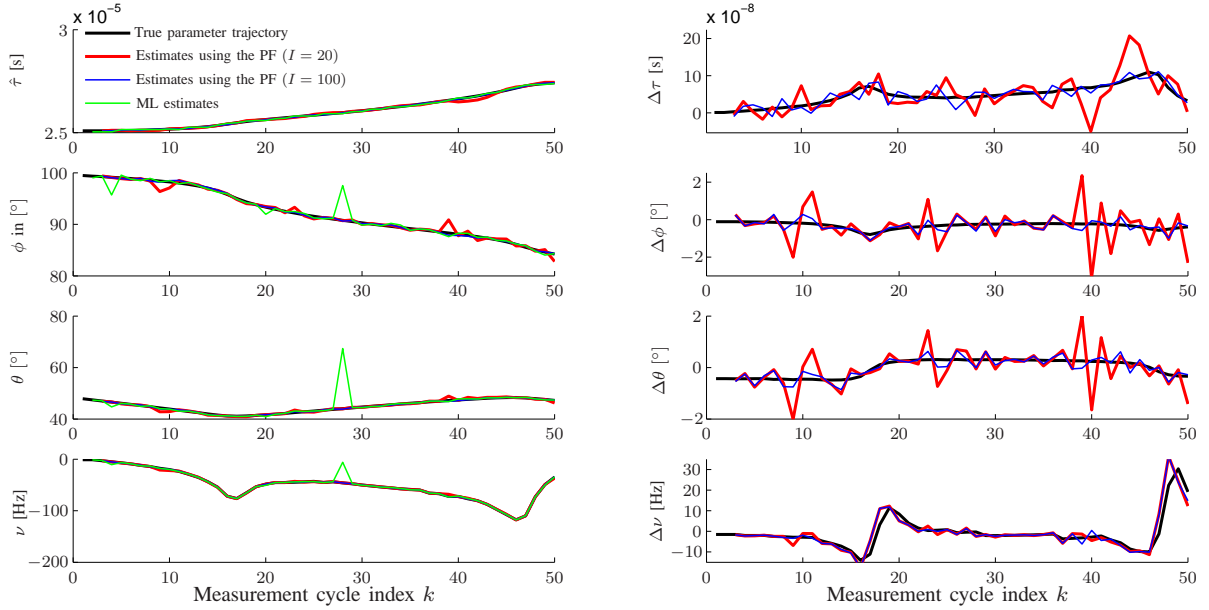 x 10⁻⁵
3
2.5
τ̂ [s]
True parameter trajectory
Estimates using the PF (I = 20)
Estimates using the PF (I = 100)
ML estimates
0 10 20 30 40 50
100
90
80
ϕ in [°]
0 10 20 30 40 50
80
60
40
θ [°]
0 10 20 30 40 50
0
−100
−200
ν [Hz]
0 10 20 30 40 50
Measurement cycle index k
x 10⁻⁸
20
10
0
Δτ [s]
10 20 30 40 50
2
0
−2
Δϕ [°]
0 10 20 30 40 50
2
0
−2
Δθ [°]
0 10 20 30 40 50
30
20
10
0
−10
Δν [Hz]
0 10 20 30 40 50
Measurement cycle index k